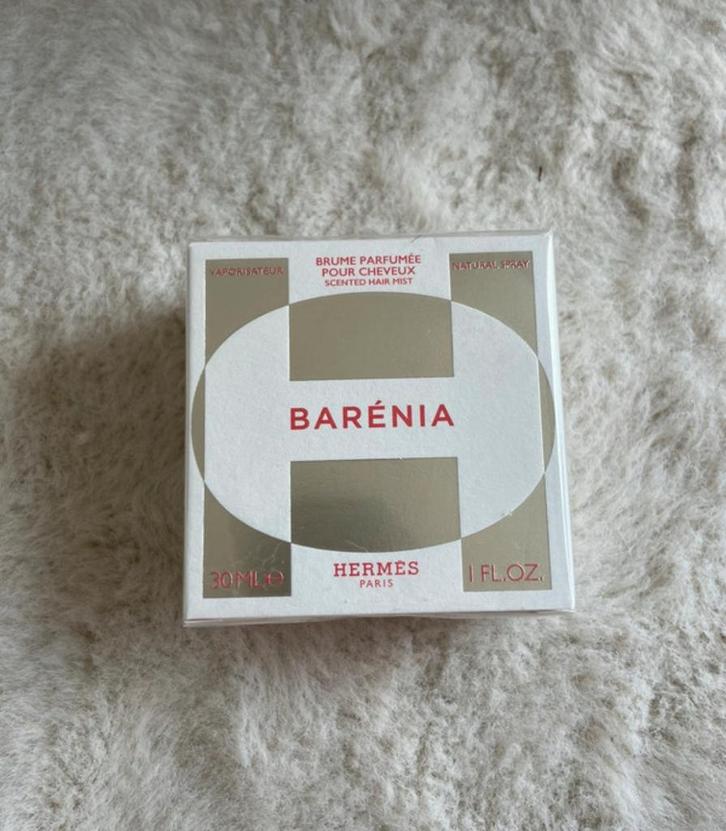 VAPORISATEUR
BRUME PARFUMÉE
POUR CHEVEUX
SCENTED HAIR MIST
NATURAL SPRAY
BARÉNIA
30 ML℮
HERMÈS
PARIS
1 FL.OZ.